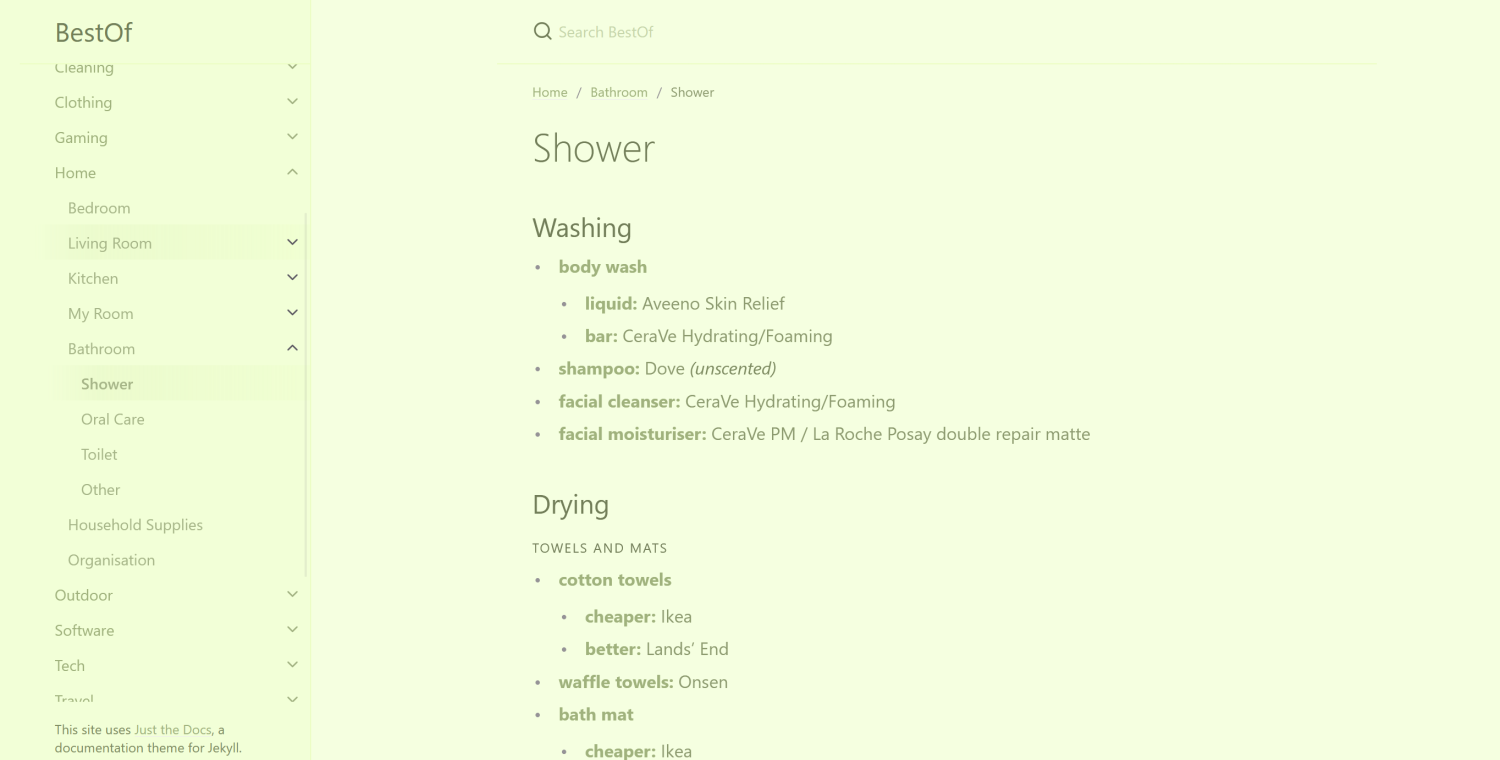 BestOf
Cleaning
Clothing
Gaming
Home
Bedroom
Living Room
Kitchen
My Room
Bathroom
Shower
Oral Care
Toilet
Other
Household Supplies
Organisation
Outdoor
Software
Tech
Travel
This site uses Just the Docs, a
documentation theme for Jekyll.
Search BestOf
Home / Bathroom / Shower
Shower
Washing
• body wash
• liquid: Aveeno Skin Relief
• bar: CeraVe Hydrating/Foaming
• shampoo: Dove (unscented)
• facial cleanser: CeraVe Hydrating/Foaming
• facial moisturiser: CeraVe PM / La Roche Posay double repair matte
Drying
TOWELS AND MATS
• cotton towels
• cheaper: Ikea
• better: Lands’ End
• waffle towels: Onsen
• bath mat
• cheaper: Ikea